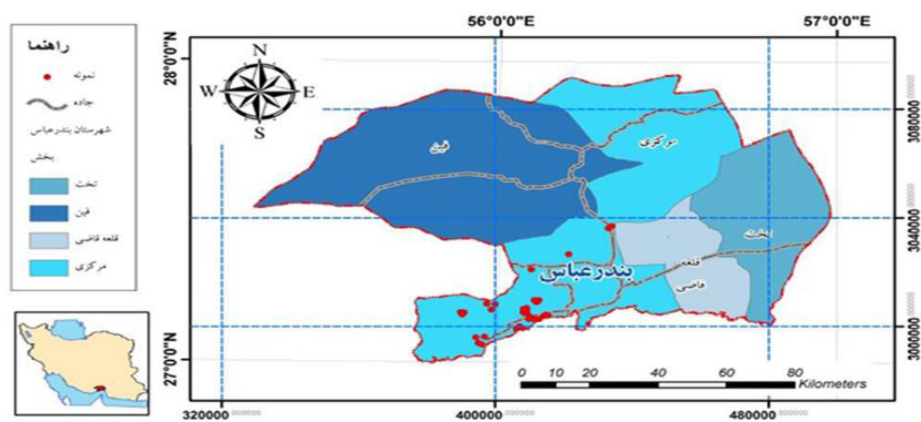 راهنما
نمونه
جاده
شهرستان بندرعباس
بخش
تخت
فین
قلعه قاضی
مرکزی
56°0'0"E
57°0'0"E
28°0'0"N
27°0'0"N
N
W
E
S
فین
مرکزی
تخت
قلعه
قاضی
بندرعباس
3080000
3040000
3000000
0 10 20 40 60 80
Kilometers
320000
400000
480000